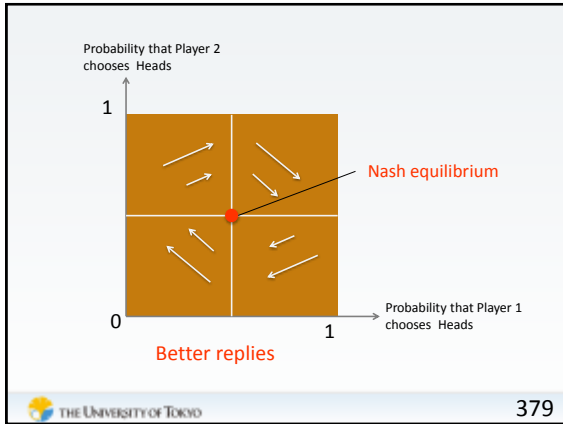 Probability that Player 2
chooses Heads
1
Nash equilibrium
0
1
Probability that Player 1
chooses Heads
Better replies
THE UNIVERSITY OF TOKYO
379